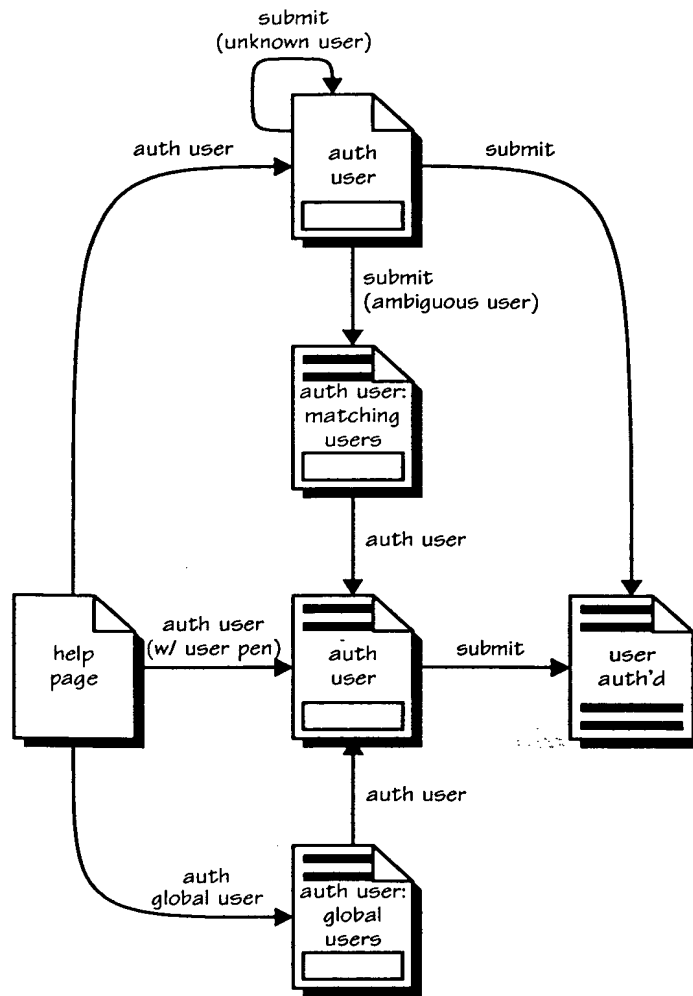 submit
(unknown user)
auth user
auth
user
submit
submit
(ambiguous user)
auth user:
matching
users
auth user
help
page
auth user
(w/ user pen)
auth
user
submit
user
auth'd
auth user
auth
global user
auth user:
global
users